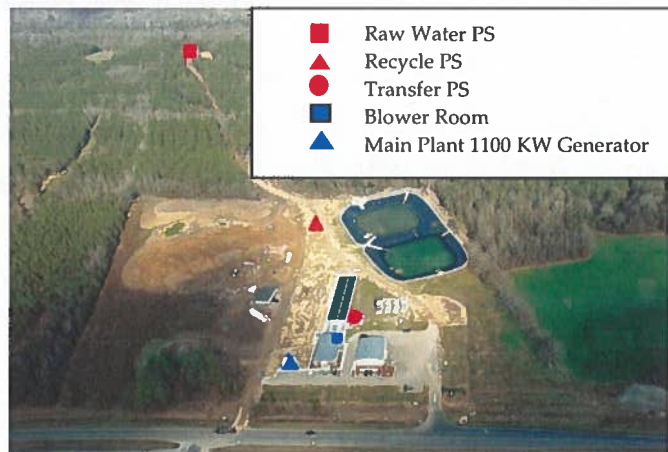 Raw Water PS
Recycle PS
Transfer PS
Blower Room
Main Plant 1100 KW Generator